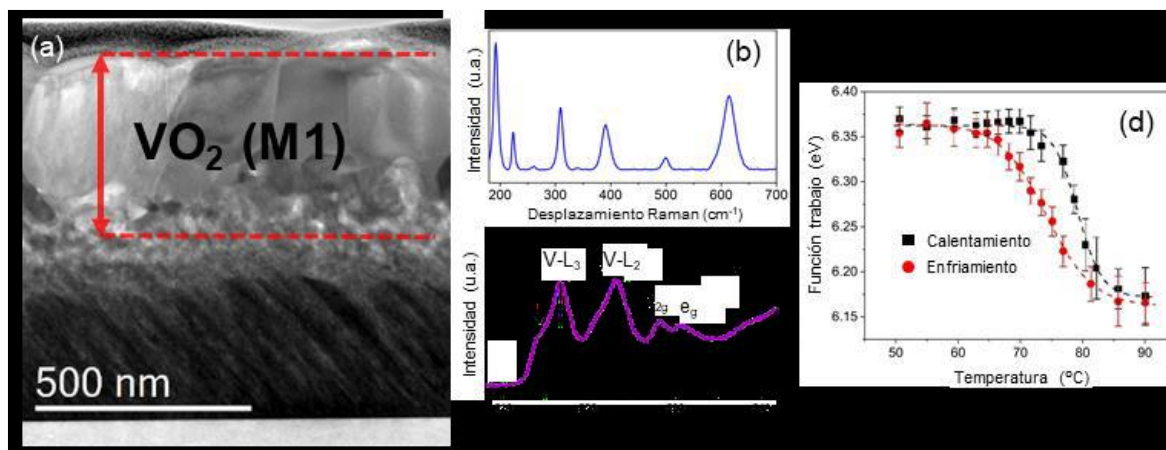 (a)
VO₂ (M1)
500 nm
(b)
Intensidad (u.a.)
200 300 400 500 600 700
Desplazamiento Raman (cm⁻¹)
Intensidad (u.a.)
V-L₃
V-L₂
2g
e_g
(d)
Función trabajo (eV)
6.40
6.35
6.30
6.25
6.20
6.15
Calentamiento
Enfriamiento
50 60 70 80 90
Temperatura (ºC)